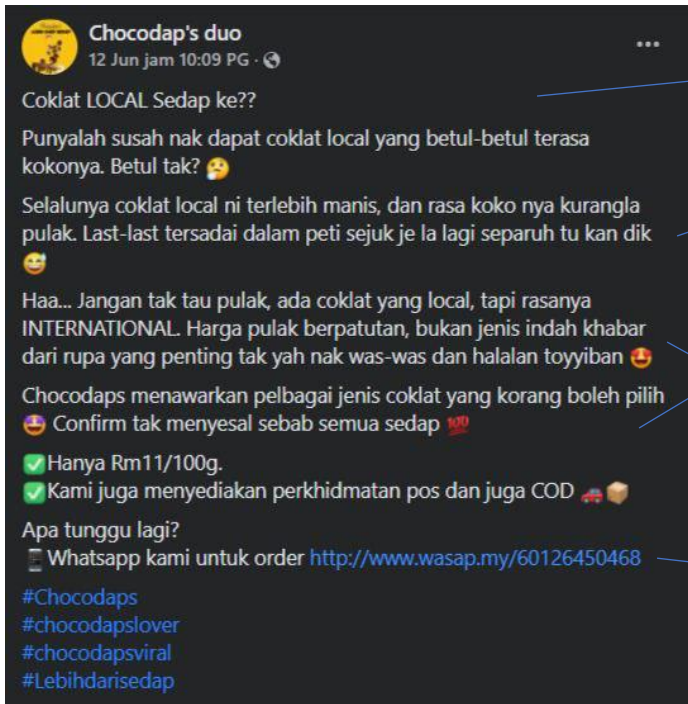 Chocodap's duo
12 Jun jam 10:09 PG ·
Coklat LOCAL Sedap ke??
Punyalah susah nak dapat coklat local yang betul-betul terasa
kokonya. Betul tak? 🤔
Selalunya coklat local ni terlebih manis, dan rasa koko nya kurangla
pulak. Last-last tersadai dalam peti sejuk je la lagi separuh tu kan dik
😅
Haa... Jangan tak tau pulak, ada coklat yang local, tapi rasanya
INTERNATIONAL. Harga pulak berpatutan, bukan jenis indah khabar
dari rupa yang penting tak yah nak was-was dan halalan toyyiban 🤩
Chocodaps menawarkan pelbagai jenis coklat yang korang boleh pilih
🤩 Confirm tak menyesal sebab semua sedap 💯
✅Hanya Rm11/100g.
✅Kami juga menyediakan perkhidmatan pos dan juga COD 🚗📦
Apa tunggu lagi?
📱Whatsapp kami untuk order http://www.wasap.my/60126450468
#Chocodaps
#chocodapslover
#chocodapsviral
#Lebihdarisedap